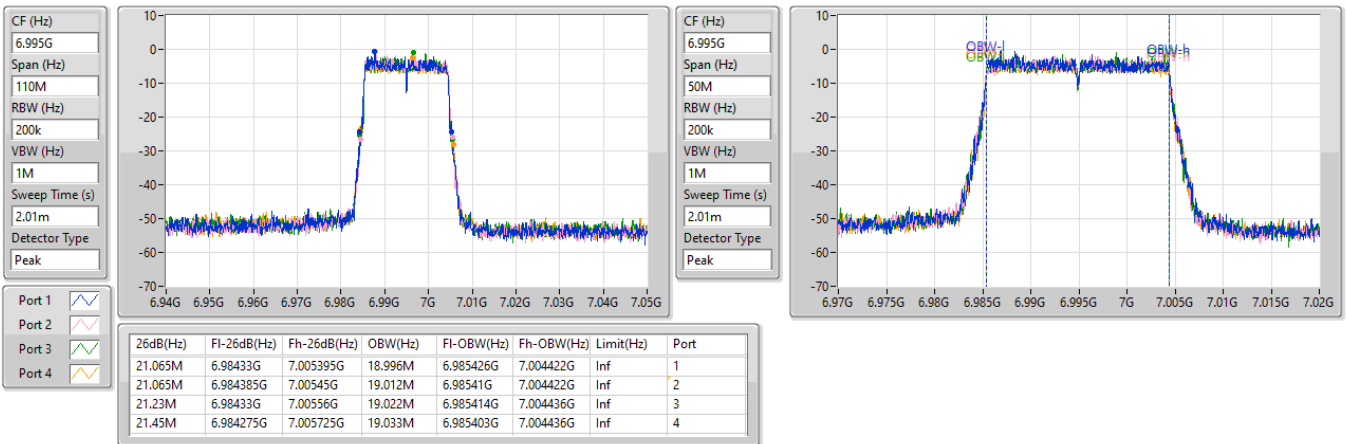 CF (Hz)
6.995G
Span (Hz)
110M
RBW (Hz)
200k
VBW (Hz)
1M
Sweep Time (s)
2.01m
Detector Type
Peak
10
0
-10
-20
-30
-40
-50
-60
-70
6.94G 6.95G 6.96G 6.97G 6.98G 6.99G 7G 7.01G 7.02G 7.03G 7.04G 7.05G
CF (Hz)
6.995G
Span (Hz)
50M
RBW (Hz)
200k
VBW (Hz)
1M
Sweep Time (s)
2.01m
Detector Type
Peak
10
0
-10
-20
-30
-40
-50
-60
-70
OBW-l OBW-h
6.97G 6.975G 6.98G 6.985G 6.99G 6.995G 7G 7.005G 7.01G 7.015G 7.02G
Port 1
Port 2
Port 3
Port 4
26dB(Hz) Fl-26dB(Hz) Fh-26dB(Hz) OBW(Hz) Fl-OBW(Hz) Fh-OBW(Hz) Limit(Hz) Port
21.065M 6.98433G 7.005395G 18.996M 6.985426G 7.004422G Inf 1
21.065M 6.984385G 7.00545G 19.012M 6.98541G 7.004422G Inf 2
21.23M 6.98433G 7.00556G 19.022M 6.985414G 7.004436G Inf 3
21.45M 6.984275G 7.005725G 19.033M 6.985403G 7.004436G Inf 4